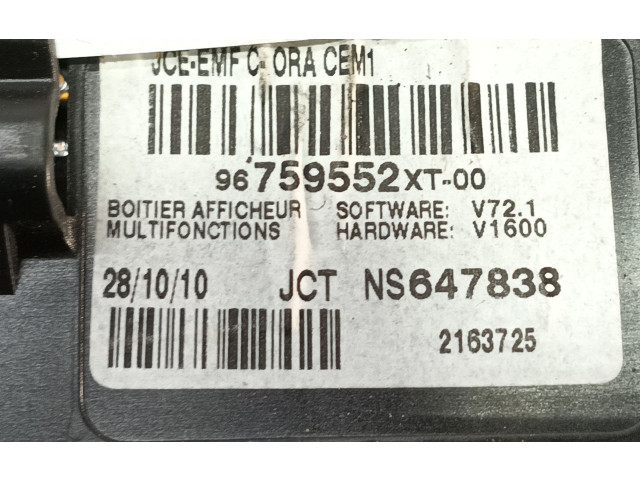 JCE-EMF C- ORA CEM1
96759552XT-00
BOITIER AFFICHEUR SOFTWARE: V72.1
MULTIFONCTIONS HARDWARE: V1600
28/10/10 JCT NS647838
2163725